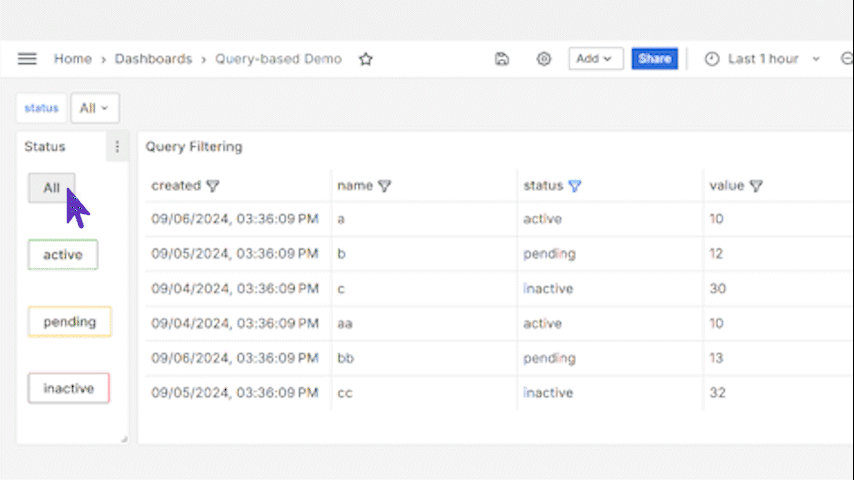 Home › Dashboards › Query-based Demo Add Share Last 1 hour
status All
Status Query Filtering
All
active
pending
inactive
created name status value
09/06/2024, 03:36:09 PM a active 10
09/05/2024, 03:36:09 PM b pending 12
09/04/2024, 03:36:09 PM c inactive 30
09/04/2024, 03:36:09 PM aa active 10
09/06/2024, 03:36:09 PM bb pending 13
09/05/2024, 03:36:09 PM cc inactive 32